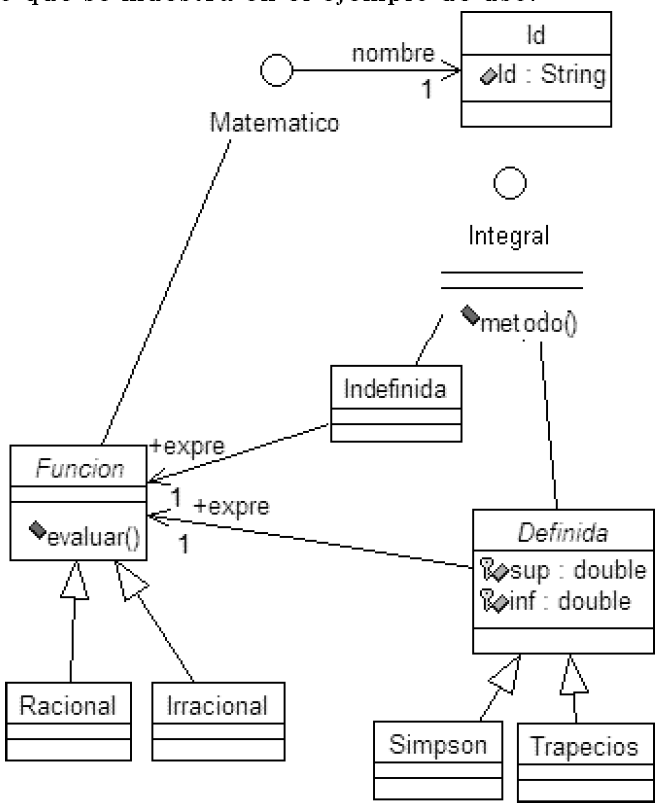 que se muestra en el ejemplo de uso.
Id
Id : String
nombre
1
Matematico
Integral
metodo()
Indefinida
+expre
1
Funcion
evaluar()
+expre
1
Definida
sup : double
inf : double
Racional
Irracional
Simpson
Trapecios